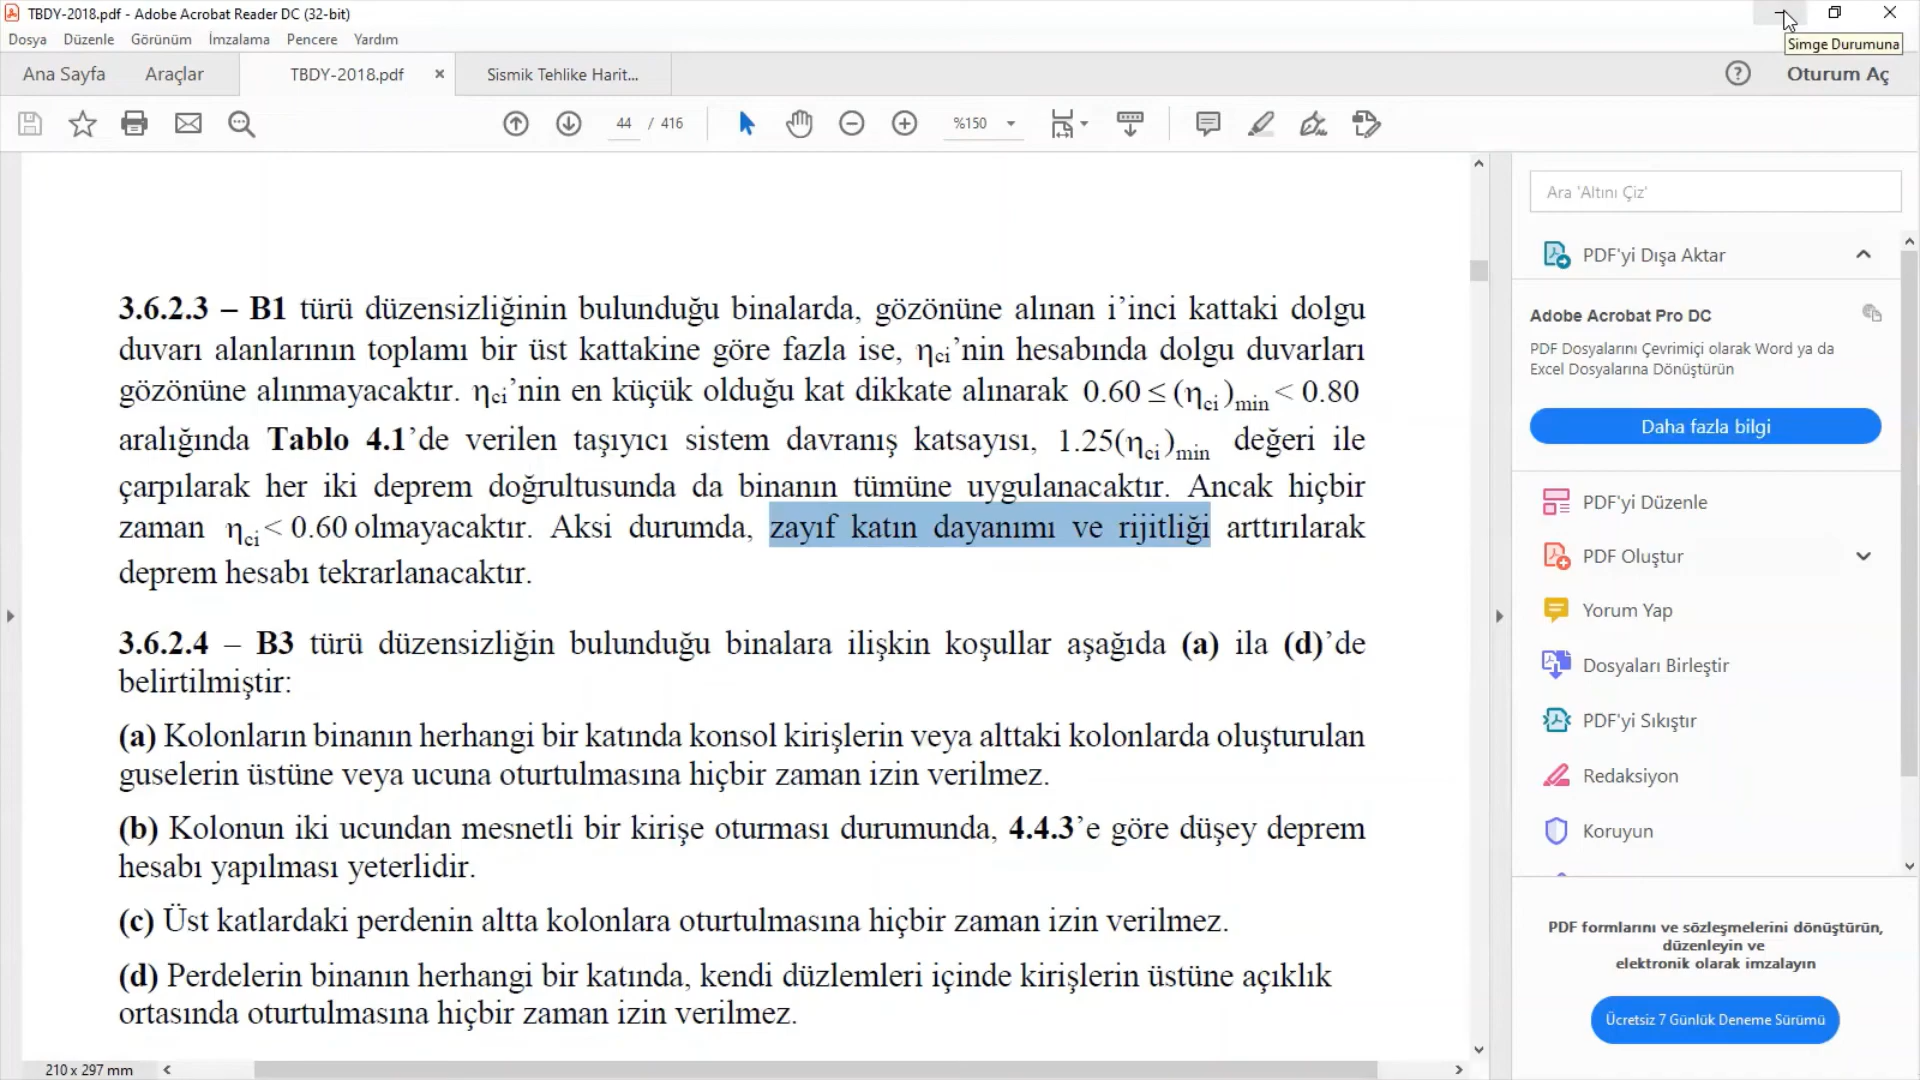 TBDY-2018.pdf - Adobe Acrobat Reader DC (32-bit)
Dosya Düzenle Görünüm İmzalama Pencere Yardım
Simge Durumuna
Ana Sayfa Araçlar TBDY-2018.pdf × Sismik Tehlike Harit... Oturum Aç
44 / 416 %150
3.6.2.3 – B1 türü düzensizliğinin bulunduğu binalarda, gözönüne alınan i’inci kattaki dolgu
duvarı alanlarının toplamı bir üst kattakine göre fazla ise, ηci’nin hesabında dolgu duvarları
gözönüne alınmayacaktır. ηci’nin en küçük olduğu kat dikkate alınarak 0.60 ≤ (ηci)min < 0.80
aralığında Tablo 4.1’de verilen taşıyıcı sistem davranış katsayısı, 1.25(ηci)min değeri ile
çarpılarak her iki deprem doğrultusunda da binanın tümüne uygulanacaktır. Ancak hiçbir
zaman ηci < 0.60 olmayacaktır. Aksi durumda, zayıf katın dayanımı ve rijitliği arttırılarak
deprem hesabı tekrarlanacaktır.
3.6.2.4 – B3 türü düzensizliğin bulunduğu binalara ilişkin koşullar aşağıda (a) ila (d)’de
belirtilmiştir:
(a) Kolonların binanın herhangi bir katında konsol kirişlerin veya alttaki kolonlarda oluşturulan
guselerin üstüne veya ucuna oturtulmasına hiçbir zaman izin verilmez.
(b) Kolonun iki ucundan mesnetli bir kirişe oturması durumunda, 4.4.3’e göre düşey deprem
hesabı yapılması yeterlidir.
(c) Üst katlardaki perdenin altta kolonlara oturtulmasına hiçbir zaman izin verilmez.
(d) Perdelerin binanın herhangi bir katında, kendi düzlemleri içinde kirişlerin üstüne açıklık
ortasında oturtulmasına hiçbir zaman izin verilmez.
210 x 297 mm
Ara 'Altını Çiz'
PDF'yi Dışa Aktar
Adobe Acrobat Pro DC
PDF Dosyalarını Çevrimiçi olarak Word ya da
Excel Dosyalarına Dönüştürün
Daha fazla bilgi
PDF'yi Düzenle
PDF Oluştur
Yorum Yap
Dosyaları Birleştir
PDF'yi Sıkıştır
Redaksiyon
Koruyun
PDF formlarını ve sözleşmelerini dönüştürün,
düzenleyin ve
elektronik olarak imzalayın
Ücretsiz 7 Günlük Deneme Sürümü